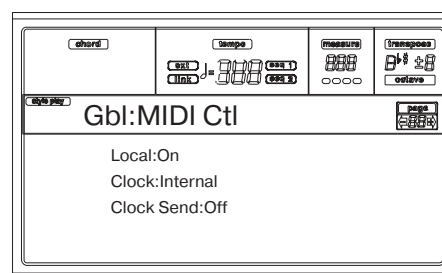 chord
tempo
measure
transpose
ext
seq 1
link
seq 2
octave
style play
Gbl:MIDI Ctl
page
Local:On
Clock:Internal
Clock Send:Off